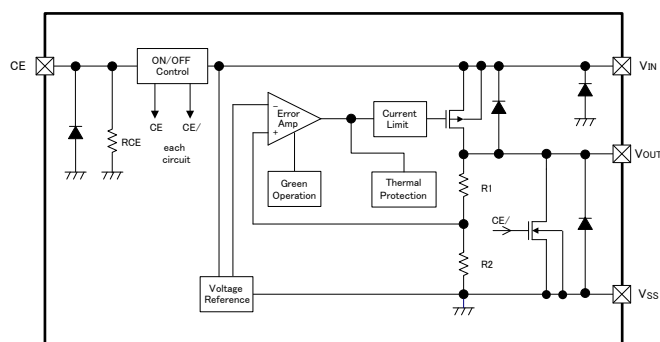 CE
ON/OFF
Control
VIN
CE
CE/
each
circuit
RCE
−
Error
Amp
+
Current
Limit
Green
Operation
Thermal
Protection
VOUT
R1
CE/
R2
Voltage
Reference
VSS